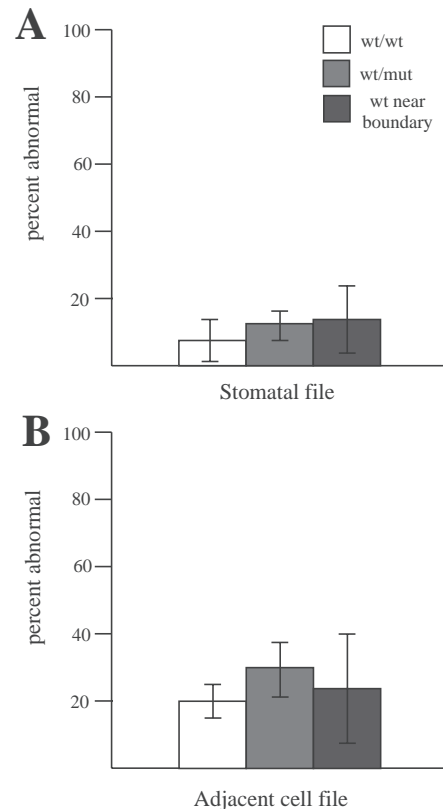 A
100
80
60
40
20
percent abnormal
wt/wt
wt/mut
wt near
boundary
Stomatal file
B
100
80
60
40
20
percent abnormal
Adjacent cell file